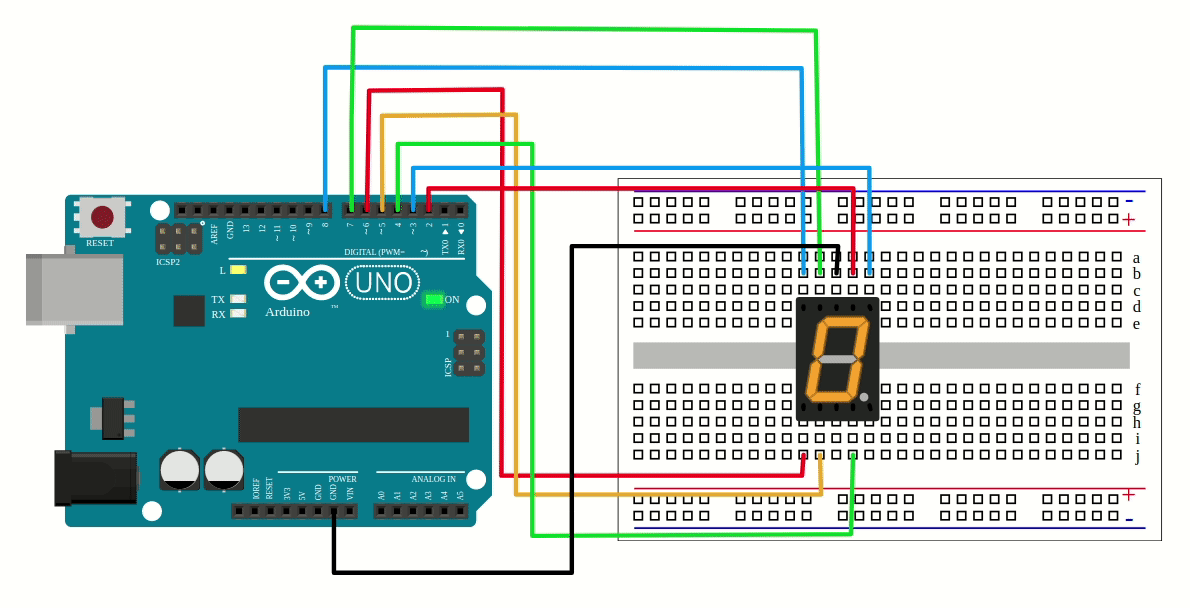 RESET
ICSP2
AREF
GND
13
12
~ 11
~ 10
~ 9
8
7
~6
~5
4
~3
2
TX0 ▶ 1
RX0 ◀ 0
DIGITAL (PWM=
L
TX
RX
UNO
ON
Arduino
™
1
ICSP
POWER
ANALOG IN
IOREF
RESET
3V3
5V
GND
GND
VIN
A0
A1
A2
A3
A4
A5
-
+
a
b
c
d
e
f
g
h
i
j
+
-